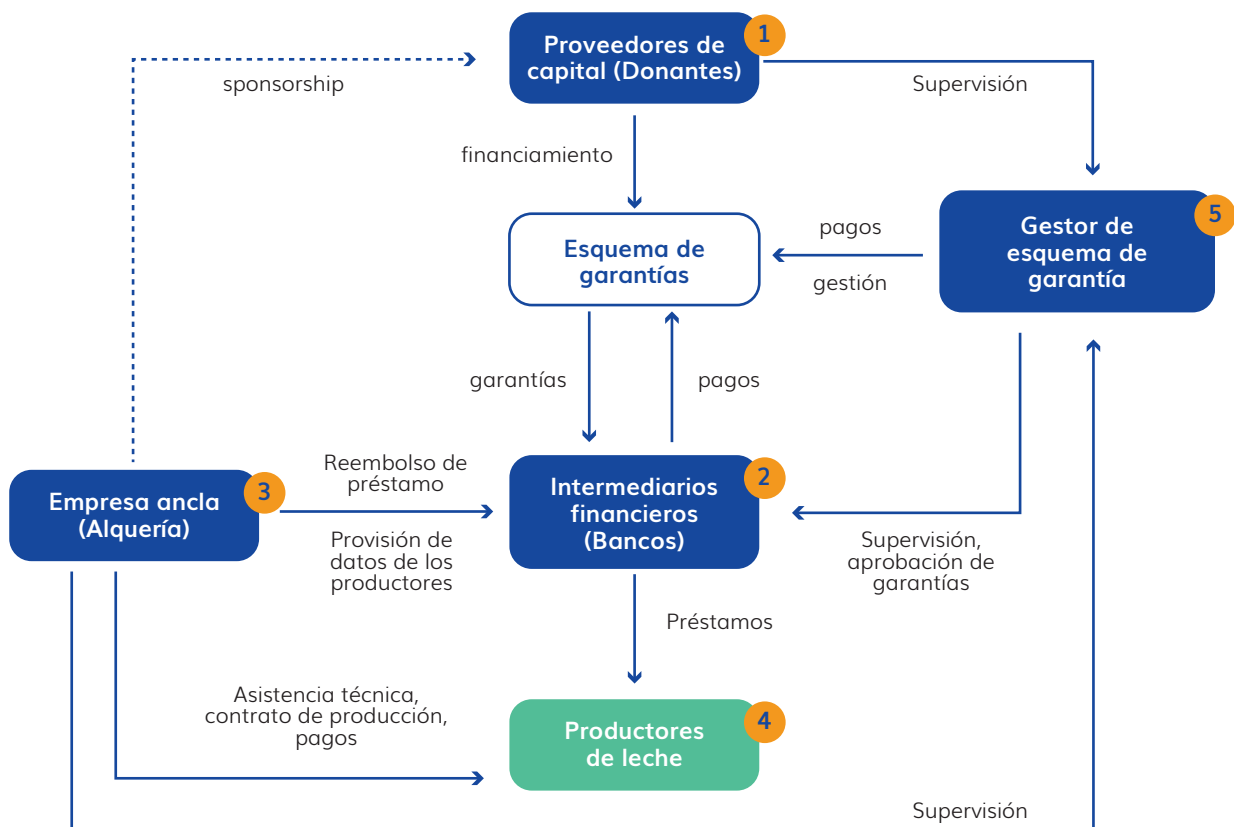 1
Proveedores de
capital (Donantes)
sponsorship
Supervisión
financiamiento
5
Gestor de
esquema de
garantía
pagos
gestión
Esquema de
garantías
garantías
pagos
3
Empresa ancla
(Alquería)
Reembolso de
préstamo
Provisión de
datos de los
productores
2
Intermediarios
financieros
(Bancos)
Supervisión,
aprobación de
garantías
Préstamos
Asistencia técnica,
contrato de producción,
pagos
4
Productores
de leche
Supervisión